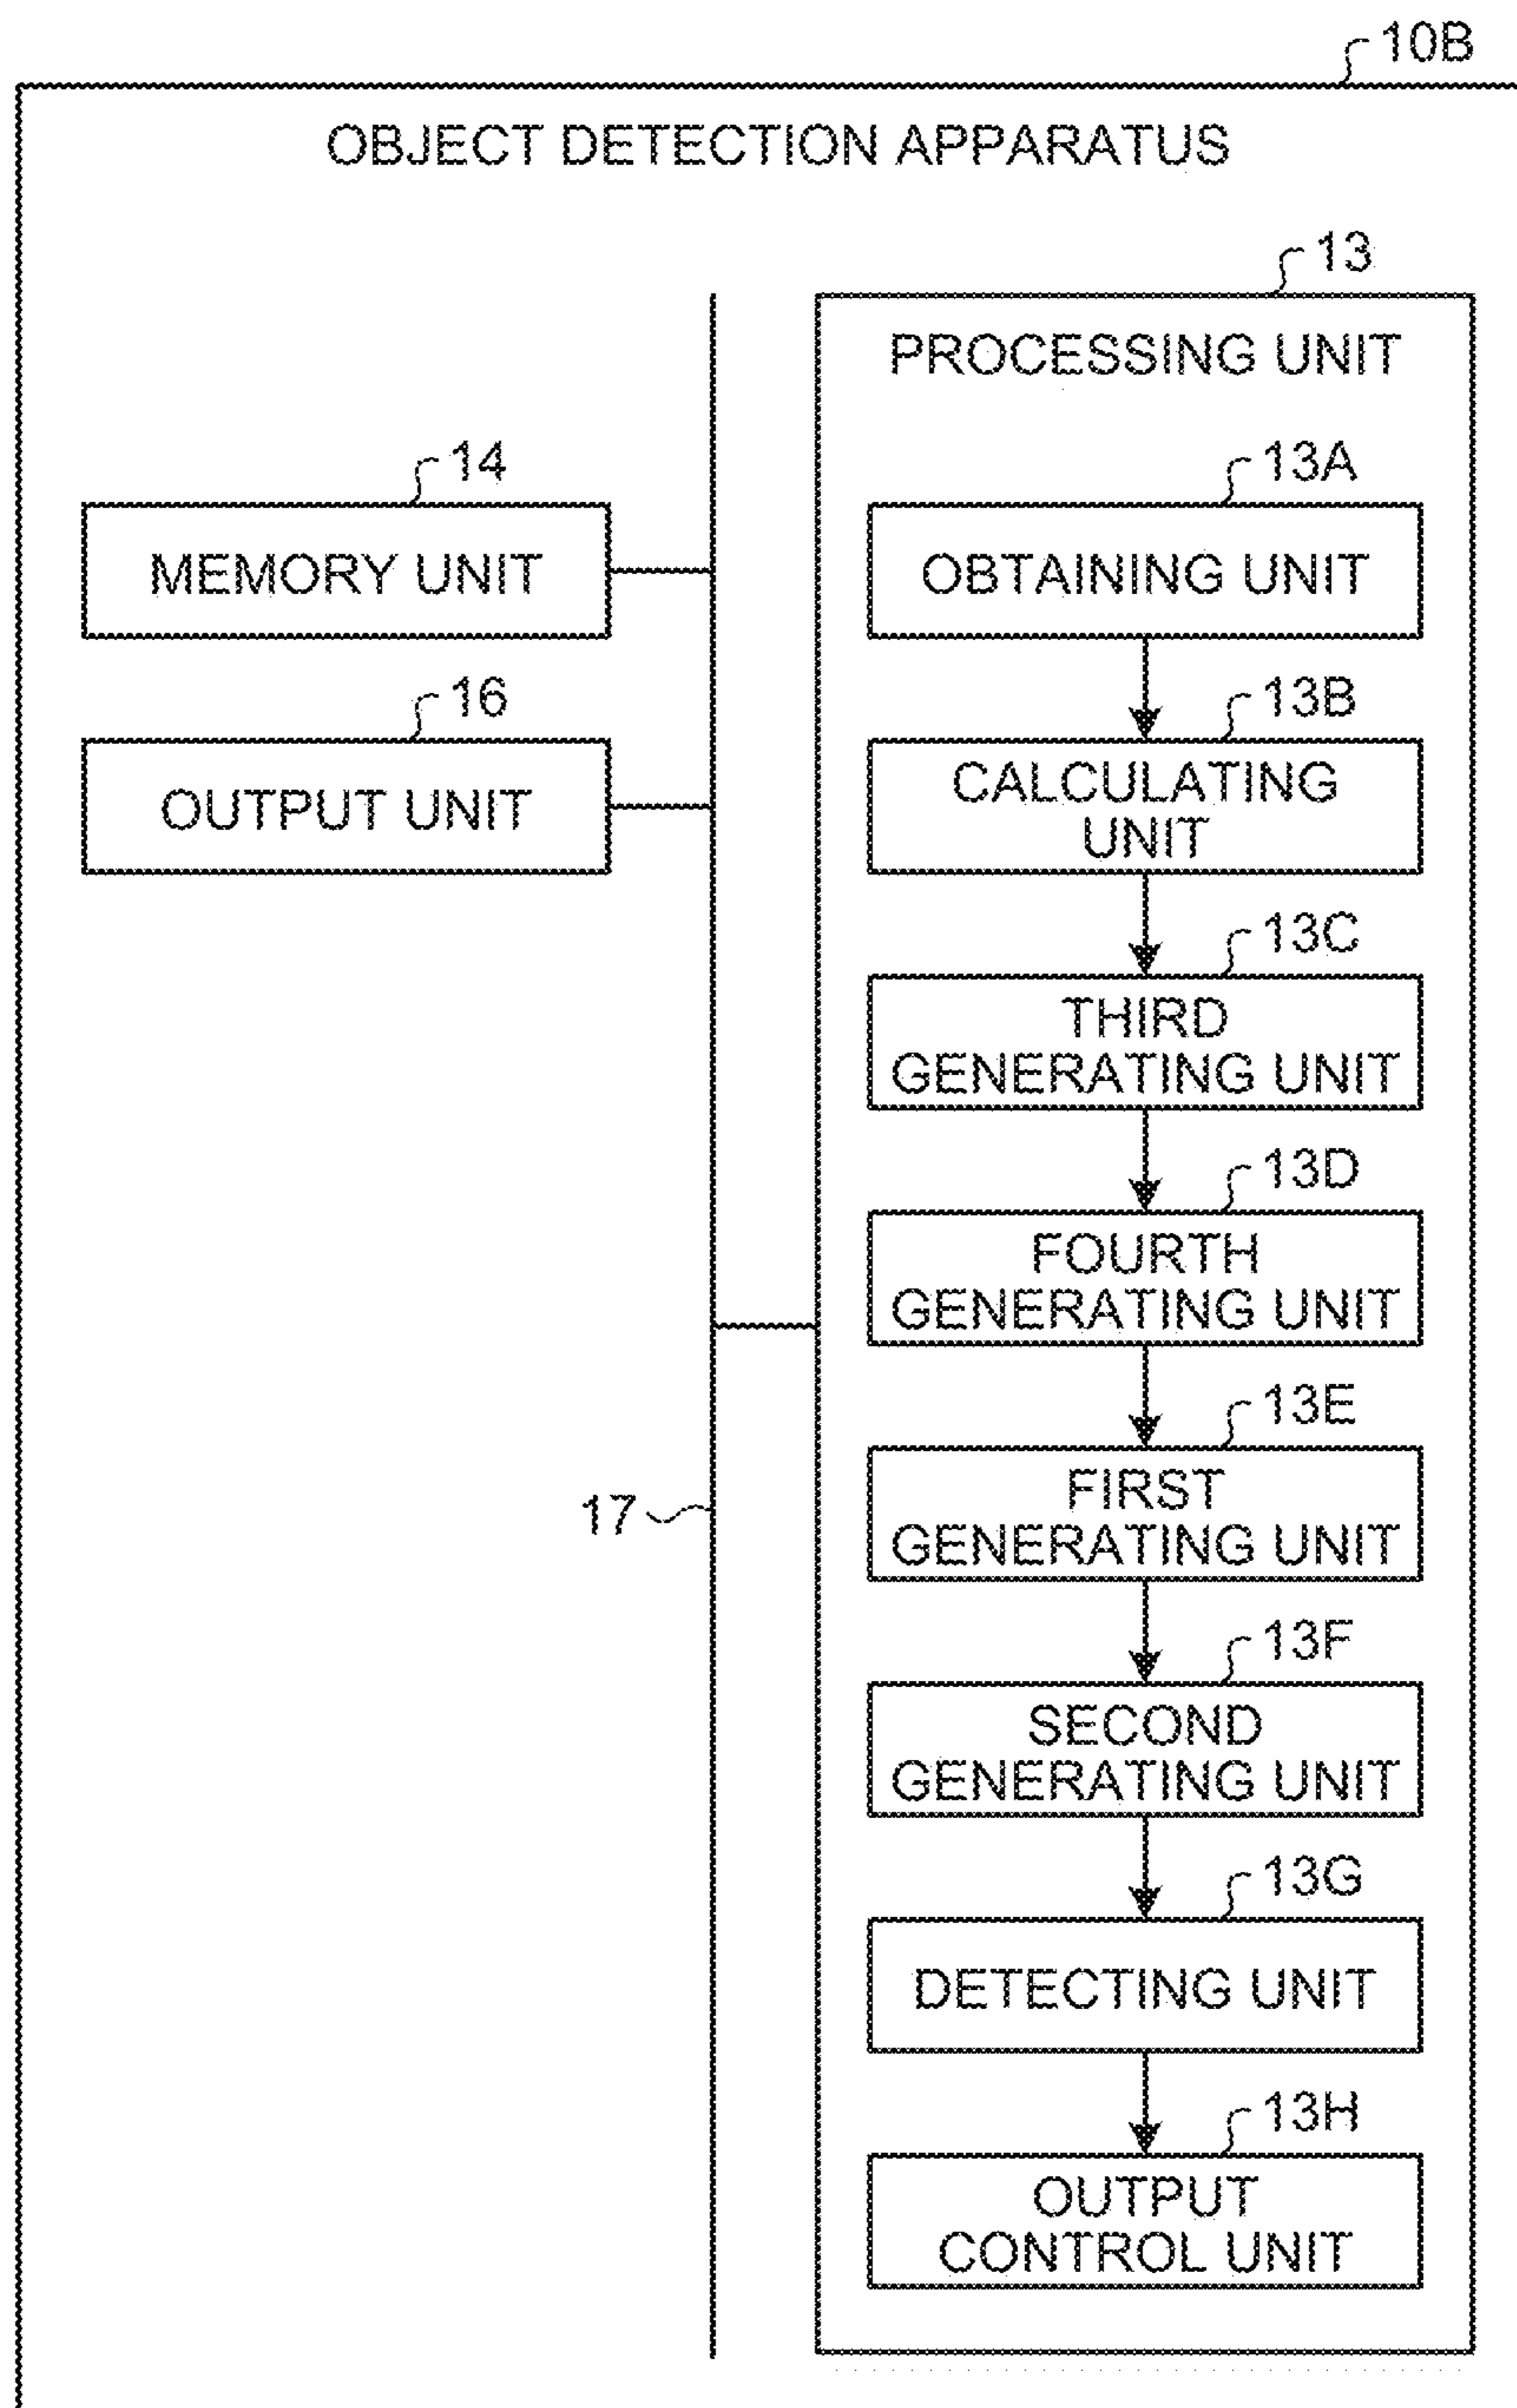 10B
OBJECT DETECTION APPARATUS
13
PROCESSING UNIT
14
MEMORY UNIT
16
OUTPUT UNIT
17
13A
OBTAINING UNIT
13B
CALCULATING
UNIT
13C
THIRD
GENERATING UNIT
13D
FOURTH
GENERATING UNIT
13E
FIRST
GENERATING UNIT
13F
SECOND
GENERATING UNIT
13G
DETECTING UNIT
13H
OUTPUT
CONTROL UNIT